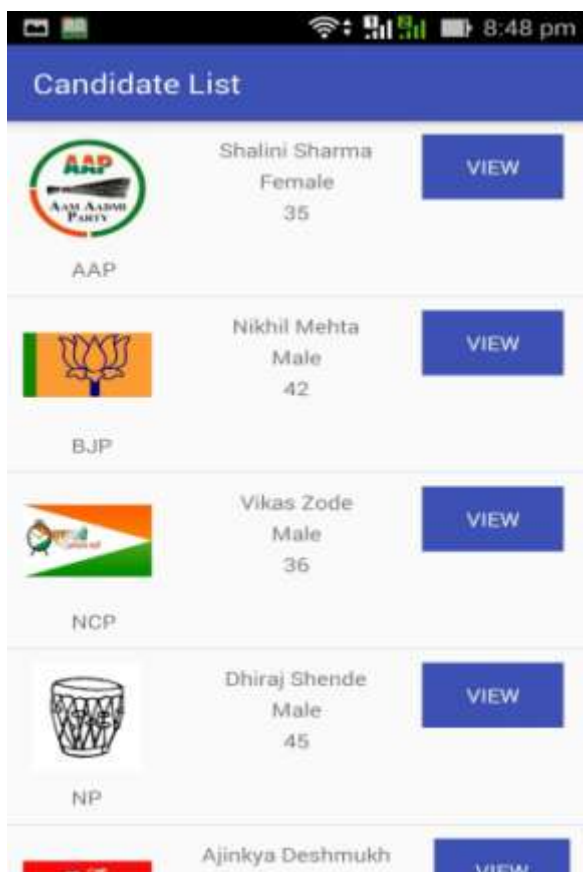 8:48 pm
Candidate List
AAP
AAM AADMI
PARTY
AAP
Shalini Sharma
Female
35
VIEW
BJP
Nikhil Mehta
Male
42
VIEW
NCP
Vikas Zode
Male
36
VIEW
NP
Dhiraj Shende
Male
45
VIEW
Ajinkya Deshmukh
VIEW